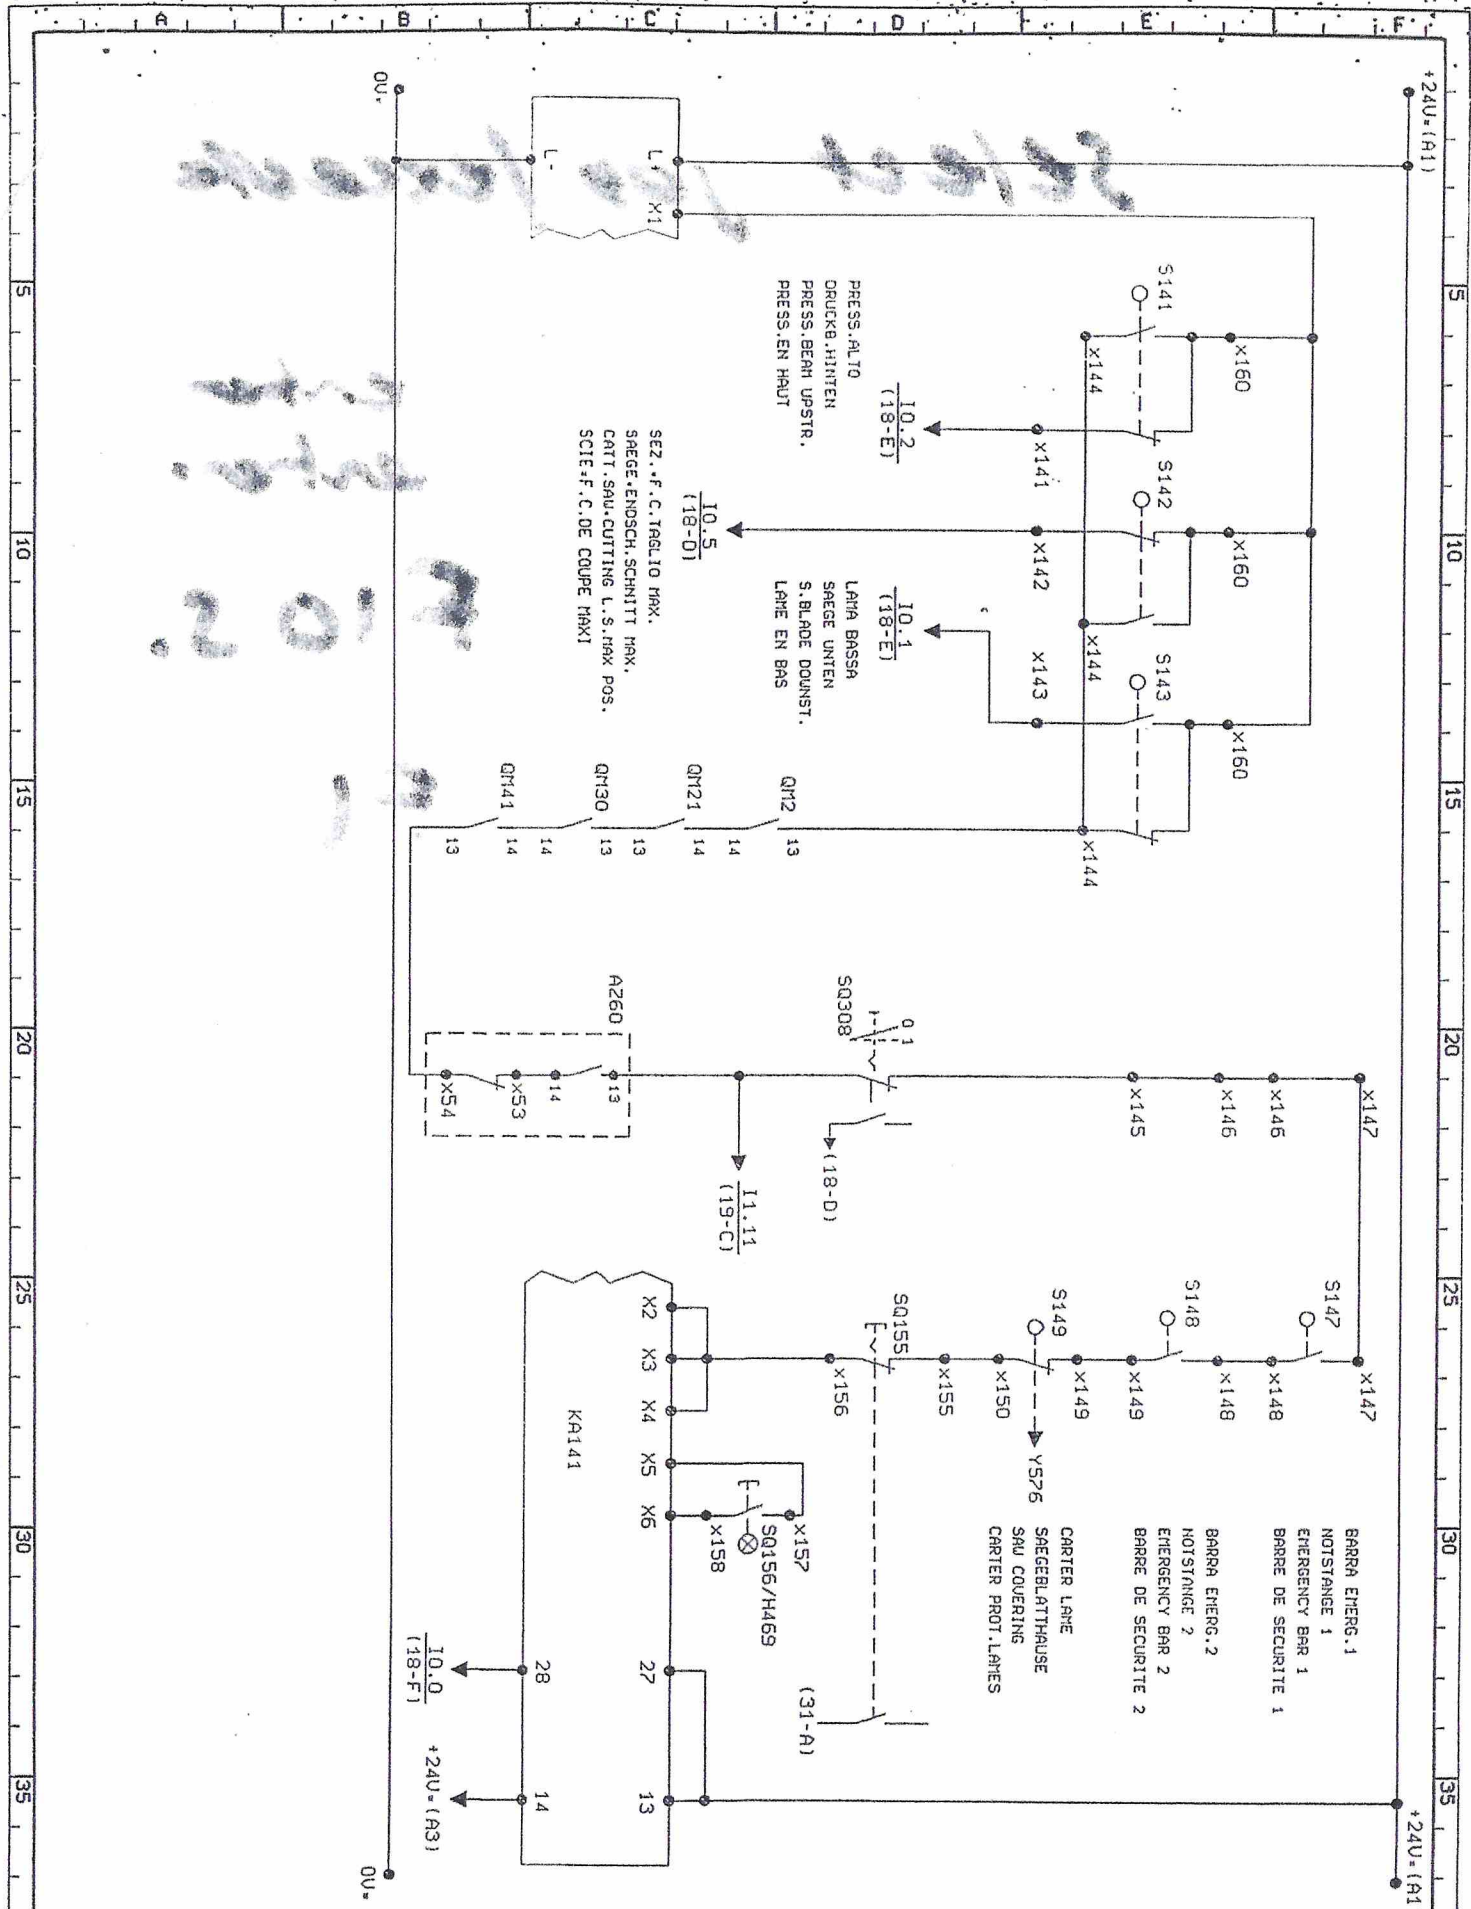 A B C D E F
5
10
15
20
25
30
35
5
10
15
20
25
30
35
+24V=(A1)
+24V=(A1
0V=
0V=
L-
L+
X1
S141
x160
x144
x141
I0.2
(18-E)
PRESS.ALTO
DRUCKB.HINTEN
PRESS.BEAM UPSTR.
PRESS.EN HAUT
S142
x160
x142
x144
I0.5
(18-D)
SEZ.-F.C.TAGLIO MAX.
SAEGE-ENDSCH.SCHNITT MAX.
CATT.SAW-CUTTING L.S.MAX POS.
SCIE-F.C.DE COUPE MAXI
S143
x160
x143
x144
I0.1
(18-E)
LAMA BASSA
SAEGE UNTEN
S.BLADE DOWNST.
LAME EN BAS
QM2
13
14
QM21
14
13
QM30
13
14
QM41
14
13
x147
x146
x146
x145
SQ308
0 1
(18-D)
I1.11
(19-C)
AZ60
13
14
x53
x54
x147
S147
x148
x148
S148
x149
x149
S149
Y576
x150
x155
SQ155
x156
(31-A)
BARRA EMERG.1
NOTSTANGE 1
EMERGENCY BAR 1
BARRE DE SECURITE 1
BARRA EMERG.2
NOTSTANGE 2
EMERGENCY BAR 2
BARRE DE SECURITE 2
CARTER LAME
SAEGEBLATTHAUSE
SAW COVERING
CARTER PROT.LAMES
X2
X3
X4
X5
X6
27
13
KA141
x157
SQ156/H469
x158
28
14
I0.0
(18-F)
+24V=(A3)